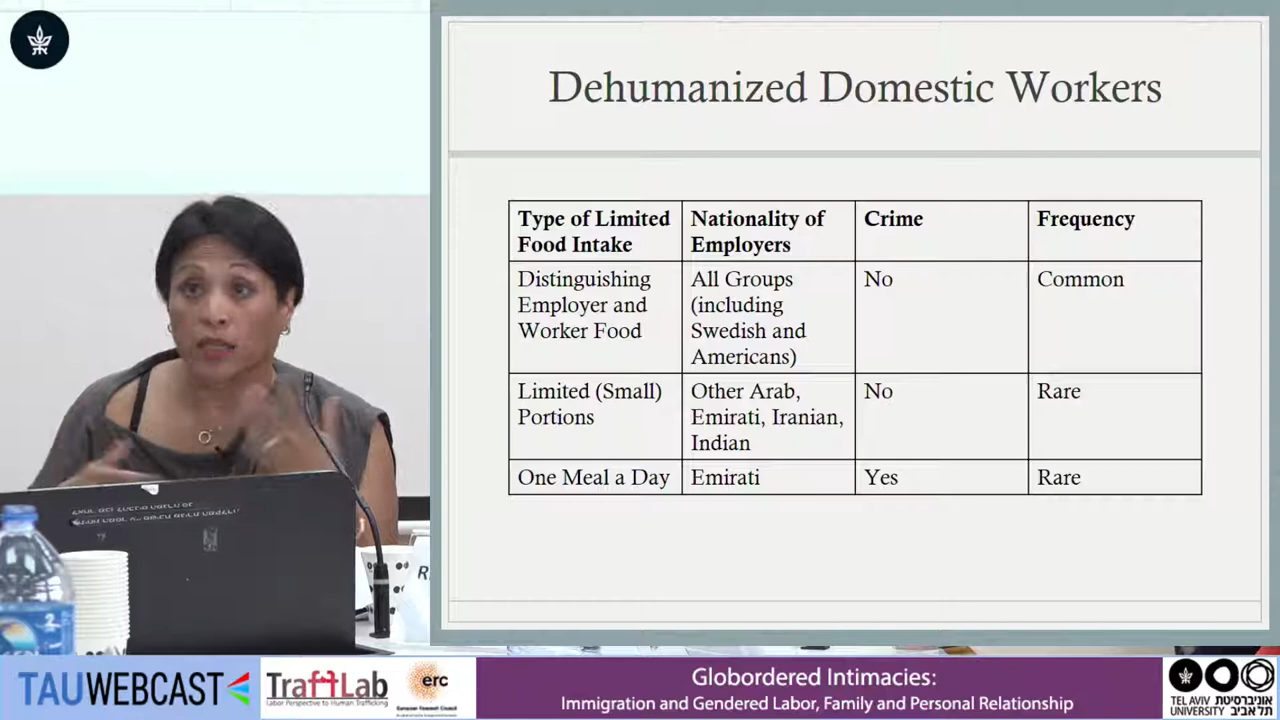 Dehumanized Domestic Workers
Type of Limited
Food Intake
Nationality of
Employers
Crime
Frequency
Distinguishing
Employer and
Worker Food
All Groups
(including
Swedish and
Americans)
No
Common
Limited (Small)
Portions
Other Arab,
Emirati, Iranian,
Indian
No
Rare
One Meal a Day
Emirati
Yes
Rare
TAUWEBCAST
TraffLab
Labor Perspective to Human Trafficking
erc
European Research Council
Globordered Intimacies:
Immigration and Gendered Labor, Family and Personal Relationship
TEL AVIV
UNIVERSITY
אוניברסיטת
תל אביב